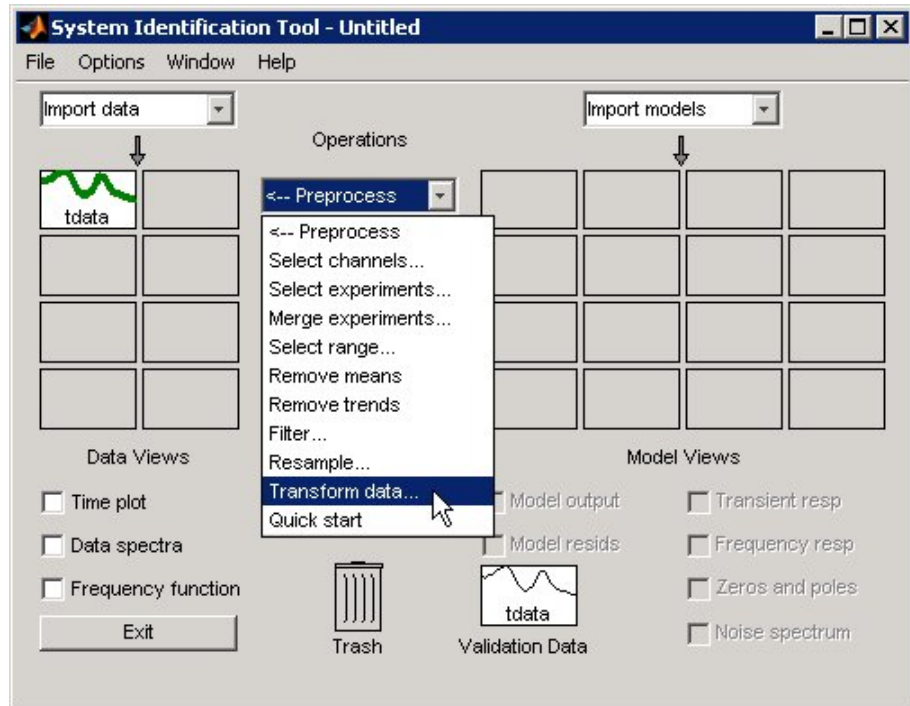 System Identification Tool - Untitled
File Options Window Help
Import data
Import models
Operations
tdata
<-- Preprocess
<-- Preprocess
Select channels...
Select experiments...
Merge experiments...
Select range...
Remove means
Remove trends
Filter...
Resample...
Transform data...
Quick start
Data Views
Time plot
Data spectra
Frequency function
Exit
Trash
tdata
Validation Data
Model Views
Model output
Transient resp
Model resids
Frequency resp
Zeros and poles
Noise spectrum